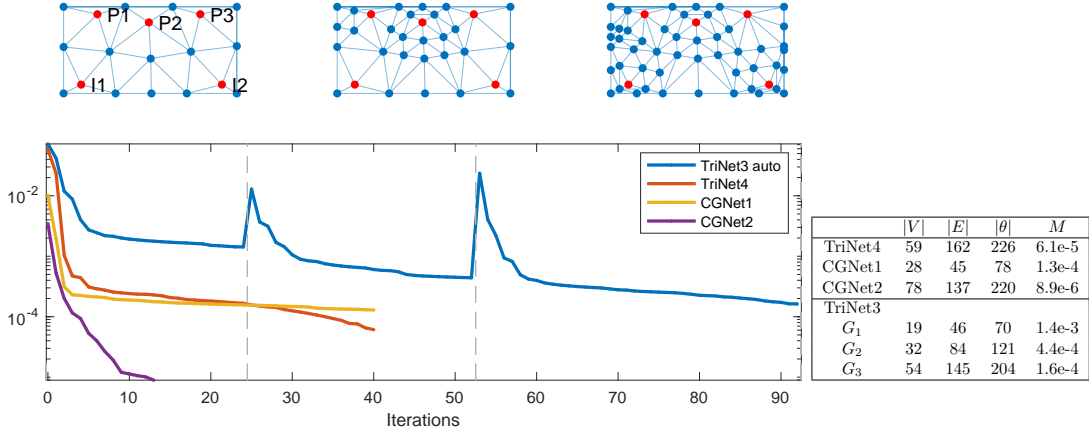 P1 P2 P3
I1 I2
10^-2
10^-4
0 10 20 30 40 50 60 70 80 90
Iterations
TriNet3 auto
TriNet4
CGNet1
CGNet2
|V| |E| |θ| M
TriNet4 59 162 226 6.1e-5
CGNet1 28 45 78 1.3e-4
CGNet2 78 137 220 8.9e-6
TriNet3
G_1 19 46 70 1.4e-3
G_2 32 84 121 4.4e-4
G_3 54 145 204 1.6e-4